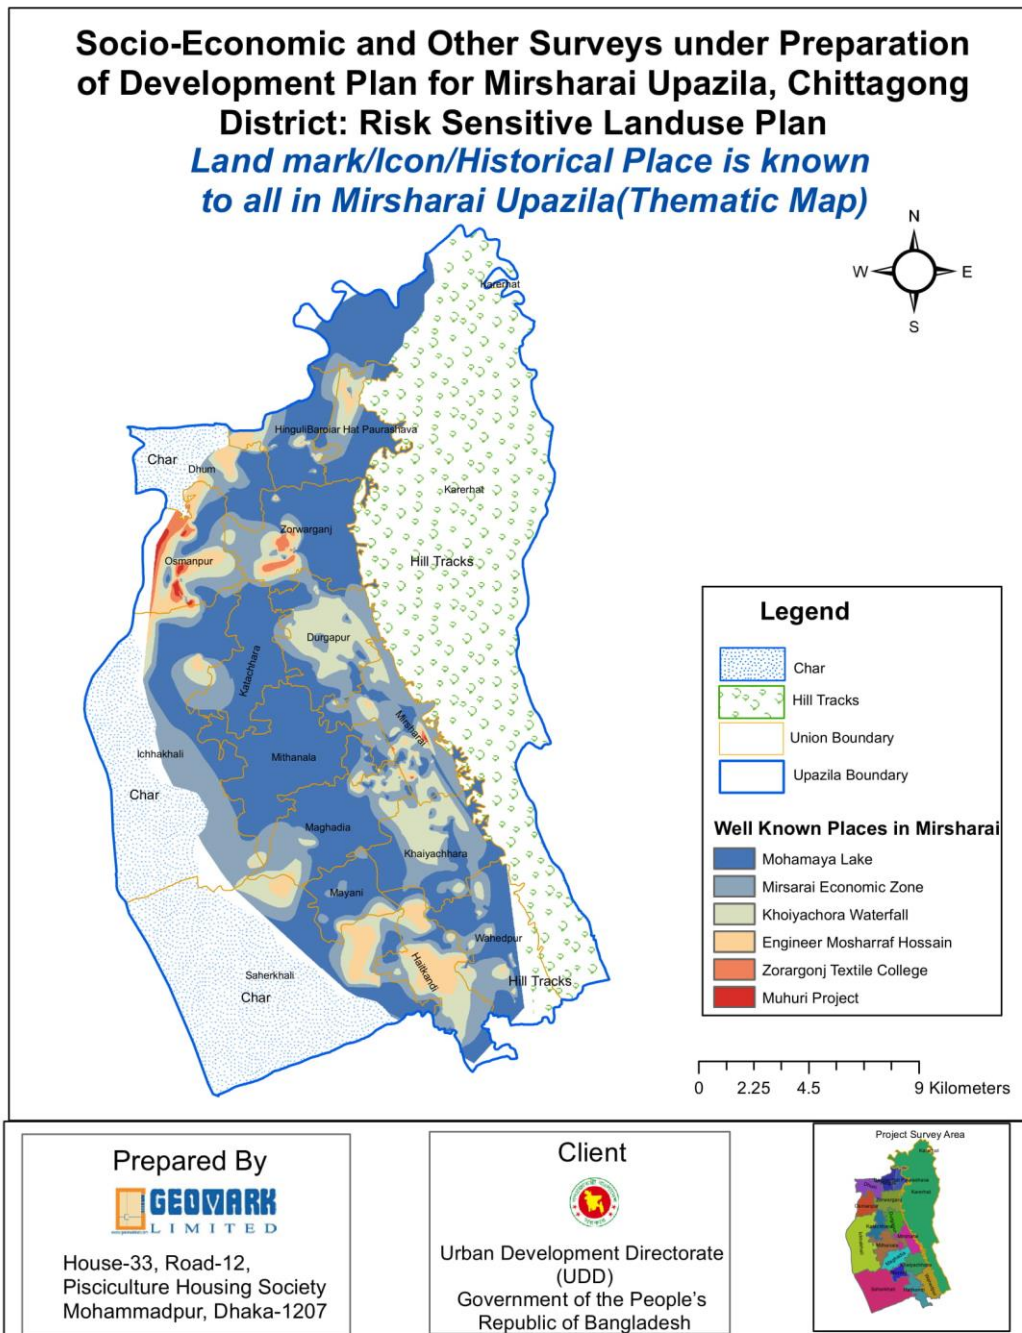 Socio-Economic and Other Surveys under Preparation
of Development Plan for Mirsharai Upazila, Chittagong
District: Risk Sensitive Landuse Plan
Land mark/Icon/Historical Place is known
to all in Mirsharai Upazila(Thematic Map)
N
W E
S
Karerhat
HinguliBaroiar Hat Paurashava
Char
Dhum
Karerhat
Zorwarganj
Osmanpur
Hill Tracks
Durgapur
Katachhara
Mirsharai
Ichhakhali
Mithanala
Char
Maghadia
Khaiyachhara
Mayani
Wahedpur
Haitkandi
Saherkhali
Hill Tracks
Char
Legend
Char
Hill Tracks
Union Boundary
Upazila Boundary
Well Known Places in Mirsharai
Mohamaya Lake
Mirsarai Economic Zone
Khoiyachora Waterfall
Engineer Mosharraf Hossain
Zorargonj Textile College
Muhuri Project
0 2.25 4.5 9 Kilometers
Prepared By
GEOMARK
LIMITED
House-33, Road-12,
Pisciculture Housing Society
Mohammadpur, Dhaka-1207
Client
Urban Development Directorate
(UDD)
Government of the People's
Republic of Bangladesh
Project Survey Area